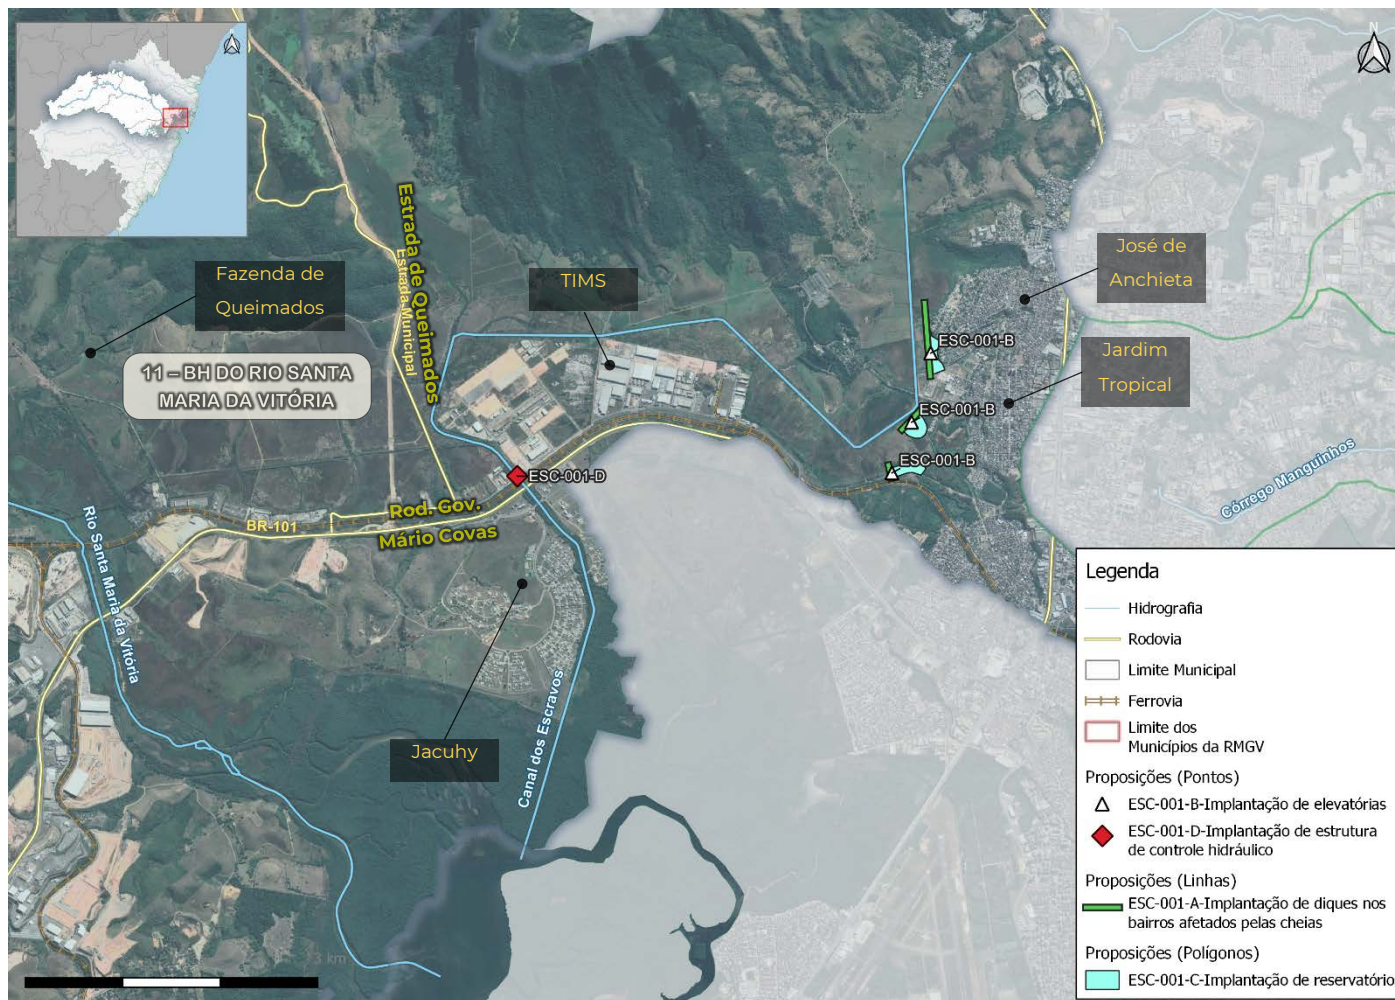 N
Fazenda de
Queimados
11 – BH DO RIO SANTA
MARIA DA VITÓRIA
Estrada de Queimados
Estrada Municipal
TIMS
José de
Anchieta
Jardim
Tropical
ESC-001-B
ESC-001-B
ESC-001-B
ESC-001-D
Rod. Gov.
Mário Covas
BR-101
Rio Santa Maria da Vitória
Canal dos Escravos
Córrego Manguinhos
Jacuhy
3 km
Legenda
Hidrografia
Rodovia
Limite Municipal
Ferrovia
Limite dos
Municípios da RMGV
Proposições (Pontos)
ESC-001-B-Implantação de elevatórias
ESC-001-D-Implantação de estrutura
de controle hidráulico
Proposições (Linhas)
ESC-001-A-Implantação de diques nos
bairros afetados pelas cheias
Proposições (Polígonos)
ESC-001-C-Implantação de reservatório